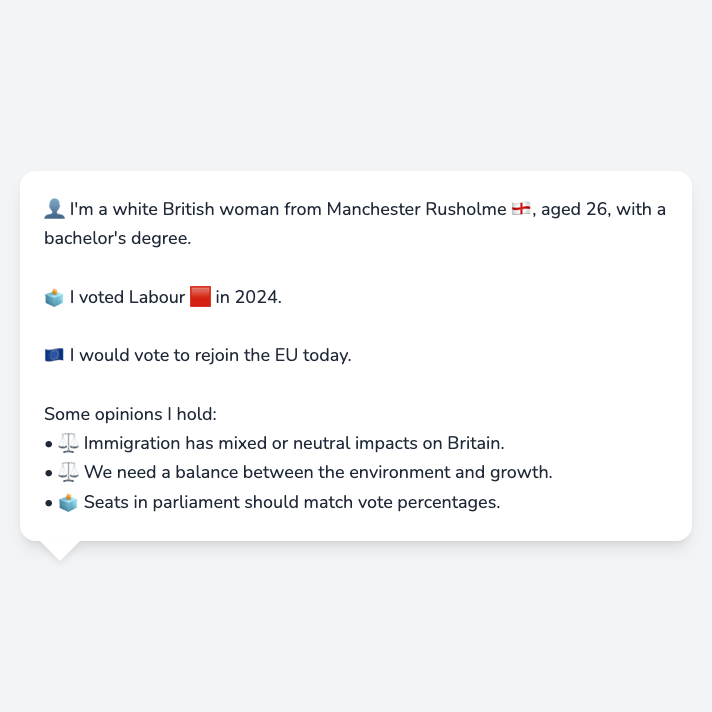 👤 I'm a white British woman from Manchester Rusholme 🏴󠁧󠁢󠁥󠁮󠁧󠁿, aged 26, with a
bachelor's degree.
🗳️ I voted Labour 🟥 in 2024.
🇪🇺 I would vote to rejoin the EU today.
Some opinions I hold:
• ⚖️ Immigration has mixed or neutral impacts on Britain.
• ⚖️ We need a balance between the environment and growth.
• 🗳️ Seats in parliament should match vote percentages.